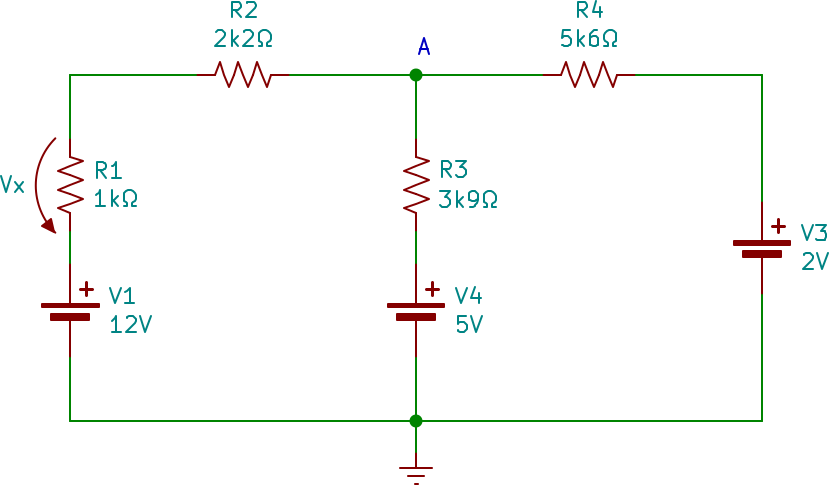 R2
2k2Ω
A
R4
5k6Ω
Vx
R1
1kΩ
R3
3k9Ω
+
V3
2V
+
V1
12V
+
V4
5V